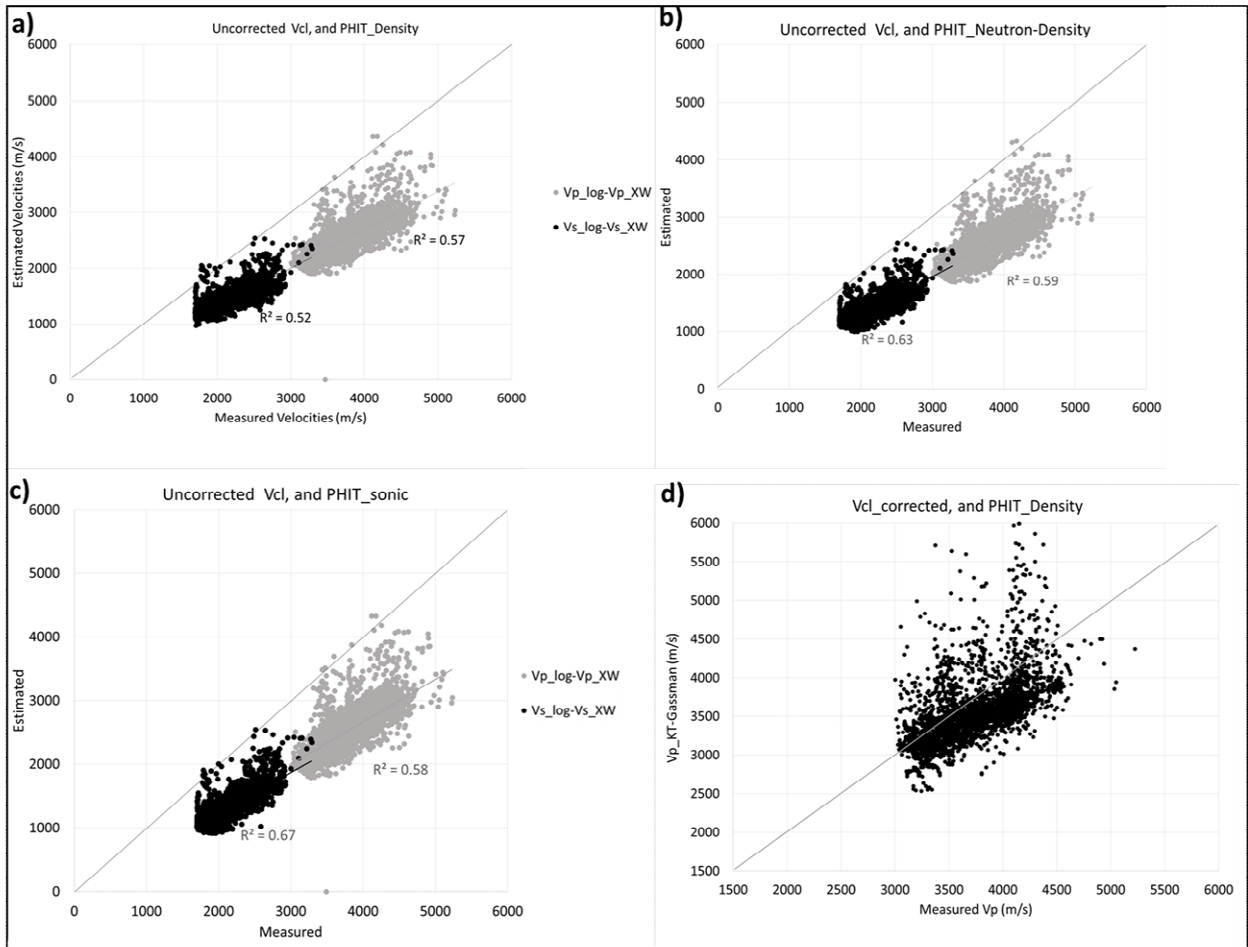 a)
Uncorrected Vcl, and PHIT_Density
6000
5000
4000
3000
2000
1000
0
Estimated Velocities (m/s)
0 1000 2000 3000 4000 5000 6000
Measured Velocities (m/s)
R² = 0.57
R² = 0.52
Vp_log-Vp_XW
Vs_log-Vs_XW
b)
Uncorrected Vcl, and PHIT_Neutron-Density
6000
5000
4000
3000
2000
1000
0
Estimated
0 1000 2000 3000 4000 5000 6000
Measured
R² = 0.59
R² = 0.63
c)
Uncorrected Vcl, and PHIT_sonic
6000
5000
4000
3000
2000
1000
0
Estimated
0 1000 2000 3000 4000 5000 6000
Measured
R² = 0.58
R² = 0.67
Vp_log-Vp_XW
Vs_log-Vs_XW
d)
Vcl_corrected, and PHIT_Density
6000
5500
5000
4500
4000
3500
3000
2500
2000
1500
Vp_KT-Gassman (m/s)
1500 2000 2500 3000 3500 4000 4500 5000 5500 6000
Measured Vp (m/s)